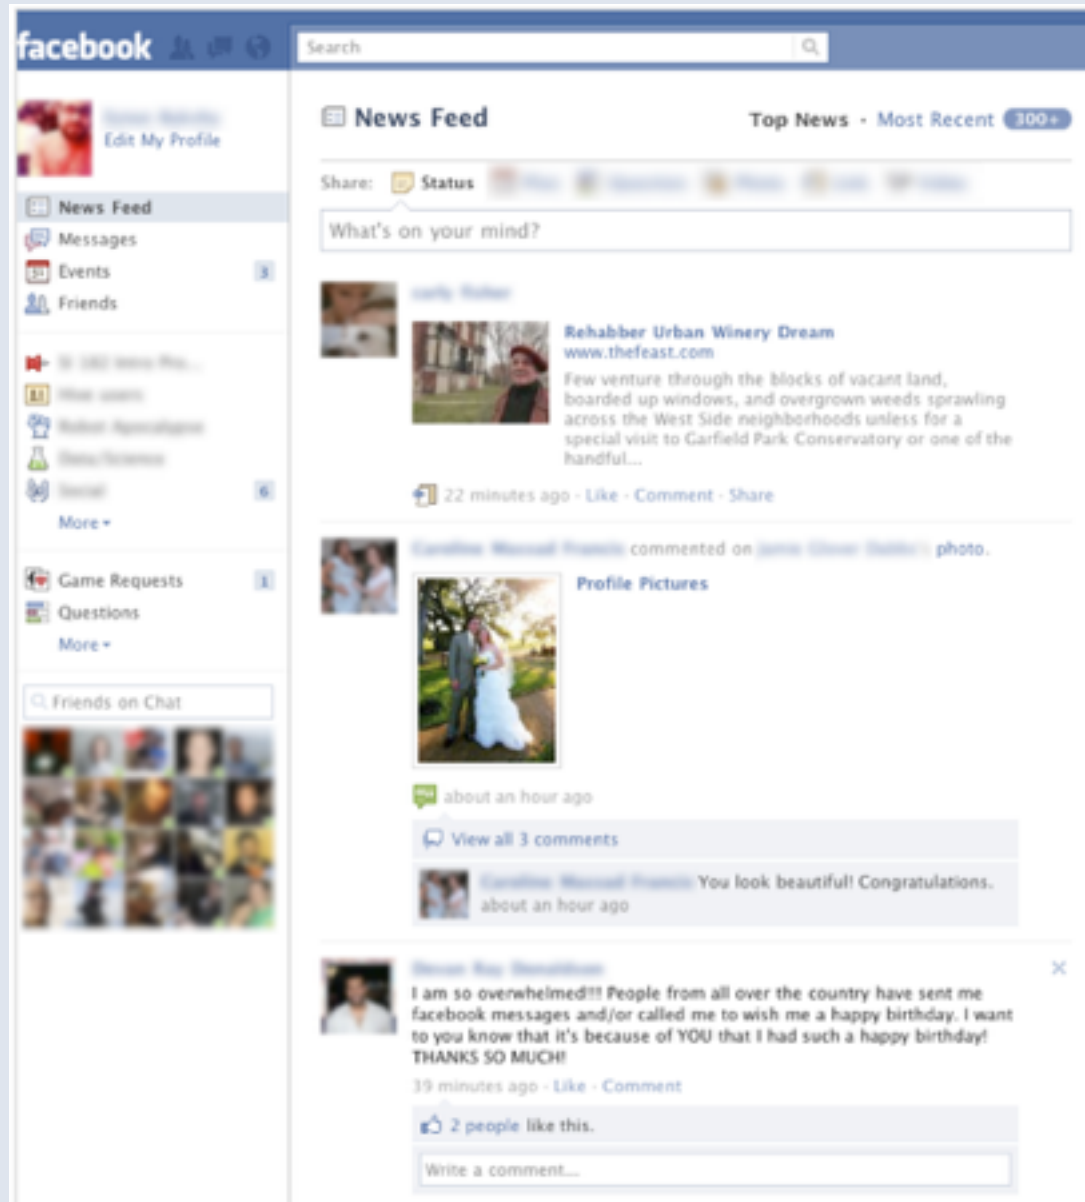 facebook
Search
Edit My Profile
News Feed
Messages
Events 3
Friends
More
Game Requests 1
Questions
More
Friends on Chat
News Feed
Top News · Most Recent 300+
Share: Status
What's on your mind?
Rehabber Urban Winery Dream
www.thefeast.com
Few venture through the blocks of vacant land,
boarded up windows, and overgrown weeds sprawling
across the West Side neighborhoods unless for a
special visit to Garfield Park Conservatory or one of the
handful...
22 minutes ago · Like · Comment · Share
commented on photo.
Profile Pictures
about an hour ago
View all 3 comments
You look beautiful! Congratulations.
about an hour ago
I am so overwhelmed!!! People from all over the country have sent me
facebook messages and/or called me to wish me a happy birthday. I want
to you know that it's because of YOU that I had such a happy birthday!
THANKS SO MUCH!
39 minutes ago · Like · Comment
2 people like this.
Write a comment...